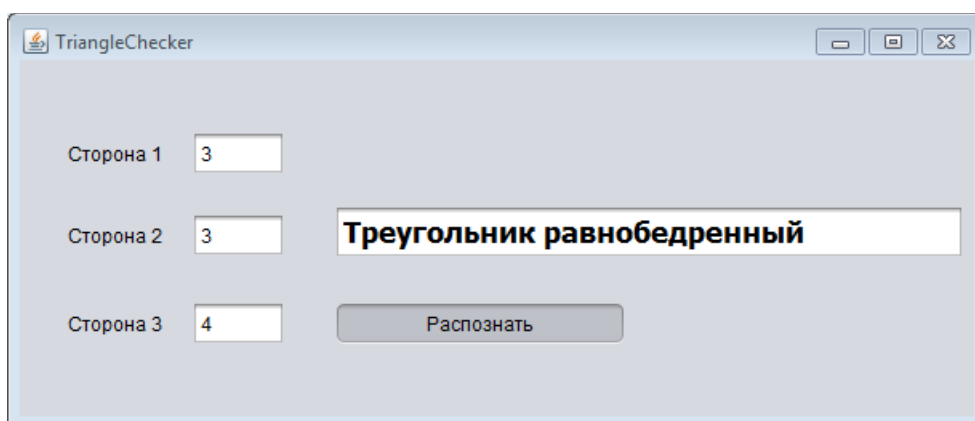 TriangleChecker
Сторона 1 3
Сторона 2 3 Треугольник равнобедренный
Сторона 3 4 Распознать